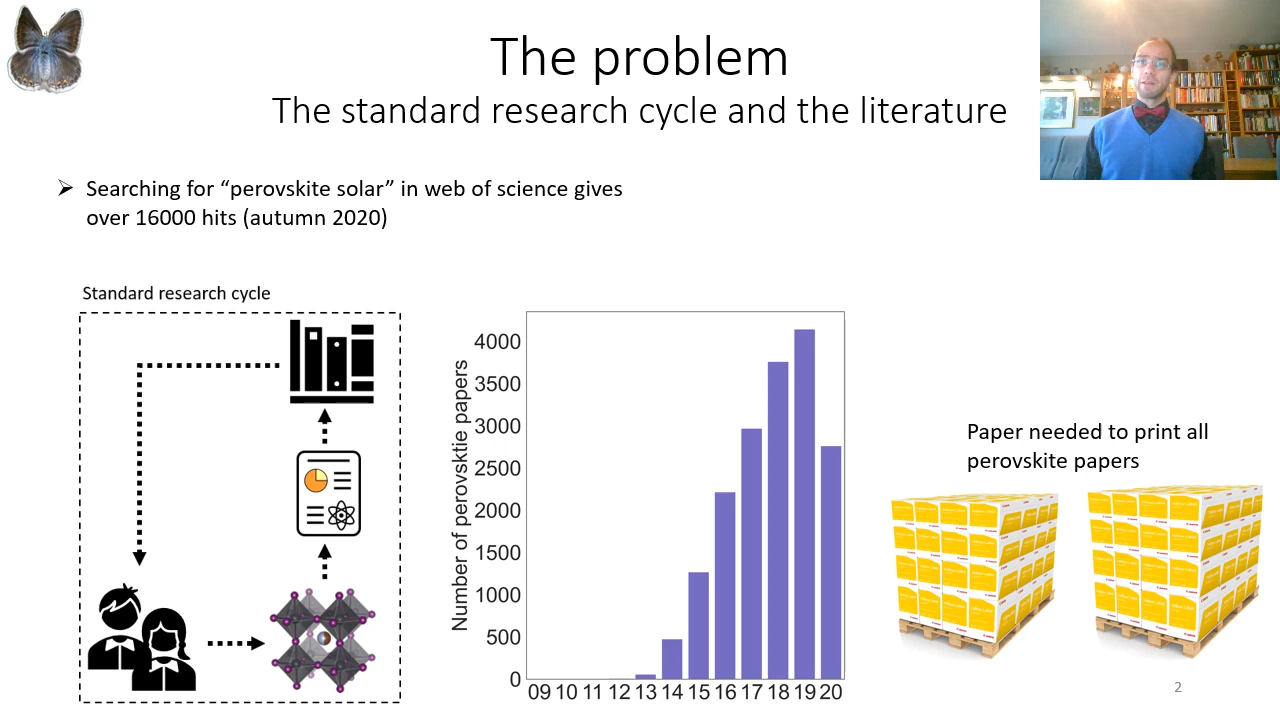 The problem
The standard research cycle and the literature
➢ Searching for “perovskite solar” in web of science gives
over 16000 hits (autumn 2020)
Standard research cycle
Number of perovsktie papers
4000
3500
3000
2500
2000
1500
1000
500
0
09 10 11 12 13 14 15 16 17 18 19 20
Paper needed to print all
perovskite papers
2